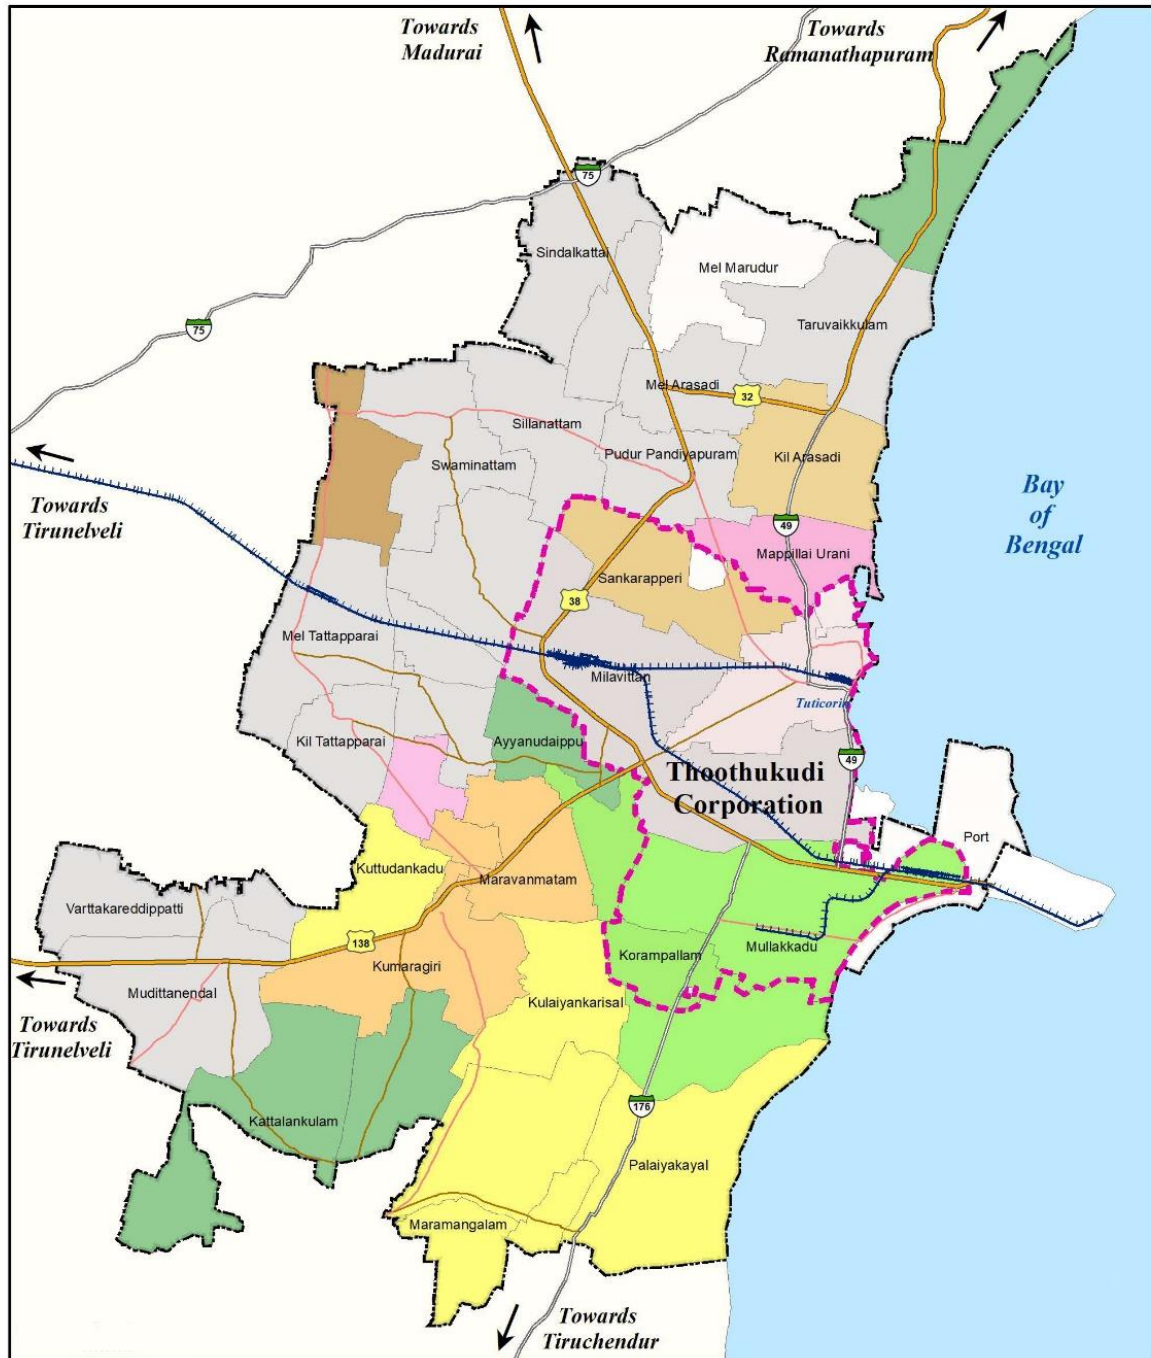 Towards
Madurai
Towards
Ramanathapuram
75
Sindalkattai
Mel Marudur
75
Taruvaikkulam
Mel Arasadi
32
Sillanattam
Swaminattam
Pudur Pandiyapuram
Kil Arasadi
Towards
Tirunelveli
Bay
of
Bengal
49
Mappillai Urani
Sankarapperi
38
Mel Tattapparai
Milavittan
Tuticorin
Kil Tattapparai
Ayyanudaippu
49
Thoothukudi
Corporation
Port
Kuttudankadu
Maravanmatam
Varttakareddippatti
138
Mullakkadu
Korampallam
Kumaragiri
Mudittanendal
Kulaiyankarisal
Towards
Tirunelveli
176
Kattalankulam
Palaiyakayal
Maramangalam
Towards
Tiruchendur